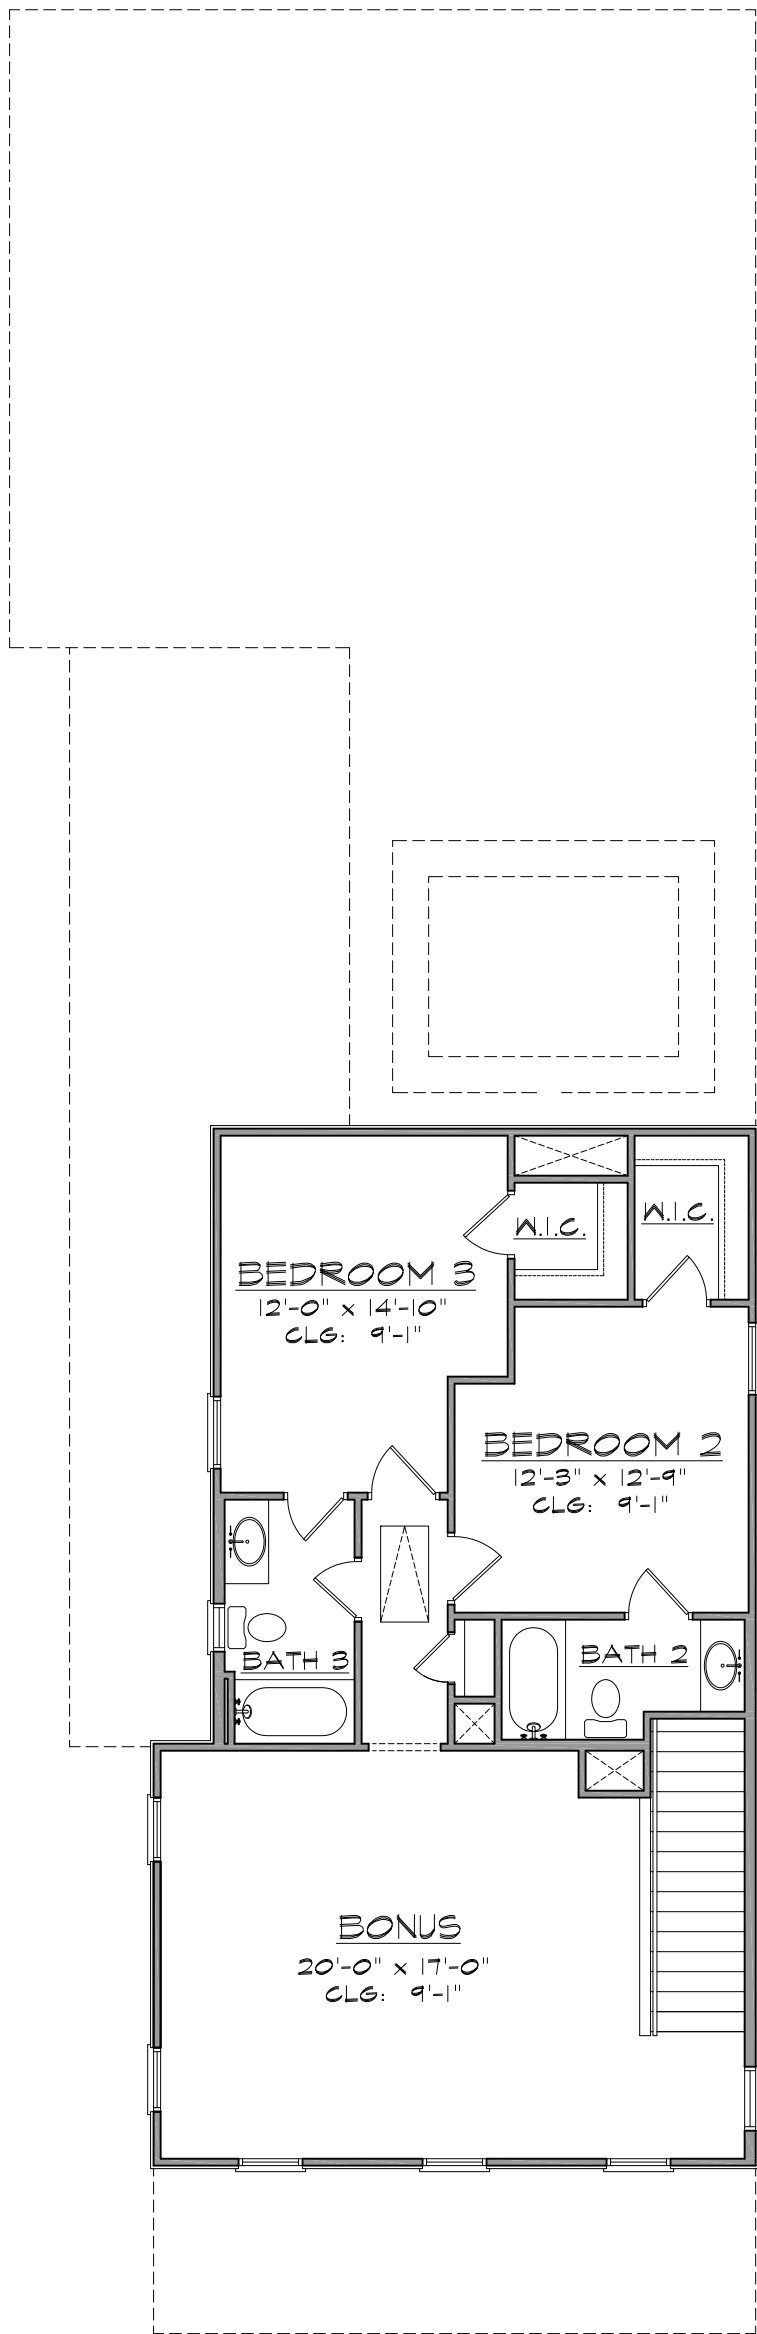 W.I.C.
W.I.C.
BEDROOM 3
12'-0" x 14'-10"
CLG: 9'-1"
BEDROOM 2
12'-3" x 12'-9"
CLG: 9'-1"
BATH 3
BATH 2
BONUS
20'-0" x 17'-0"
CLG: 9'-1"